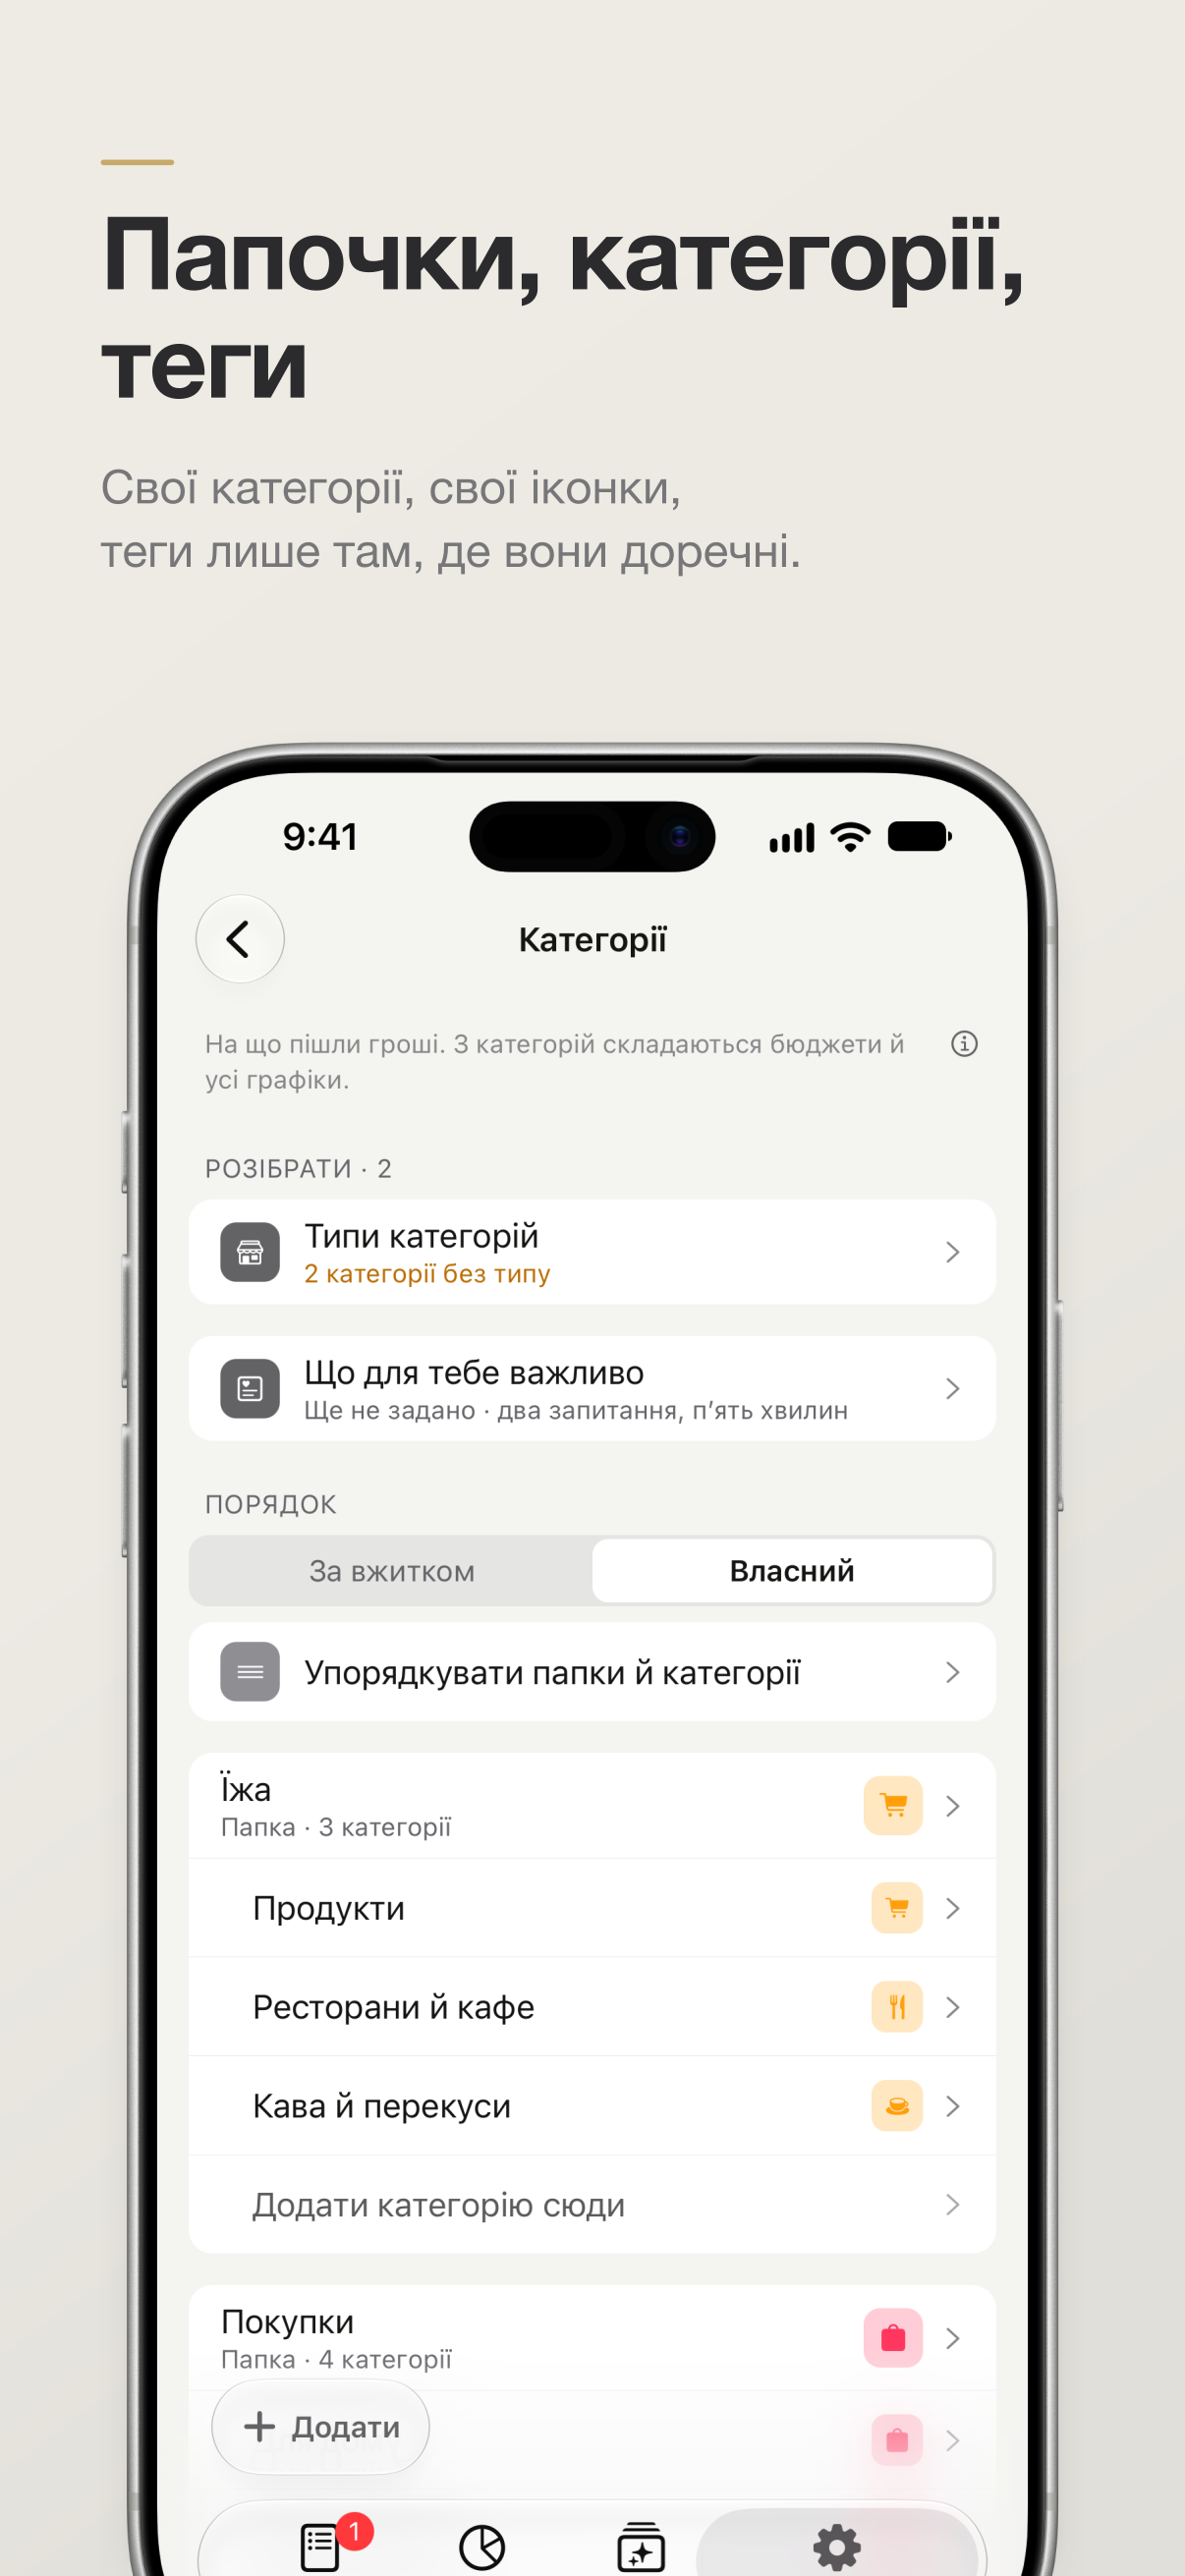 Папочки, категорії,
теги
Свої категорії, свої іконки,
теги лише там, де вони доречні.
9:41
Категорії
На що пішли гроші. З категорій складаються бюджети й
усі графіки.
РОЗІБРАТИ · 2
Типи категорій
2 категорії без типу
Що для тебе важливо
Ще не задано · два запитання, п’ять хвилин
ПОРЯДОК
За вжитком
Власний
Упорядкувати папки й категорії
Їжа
Папка · 3 категорії
Продукти
Ресторани й кафе
Кава й перекуси
Додати категорію сюди
Покупки
Папка · 4 категорії
Додати
1